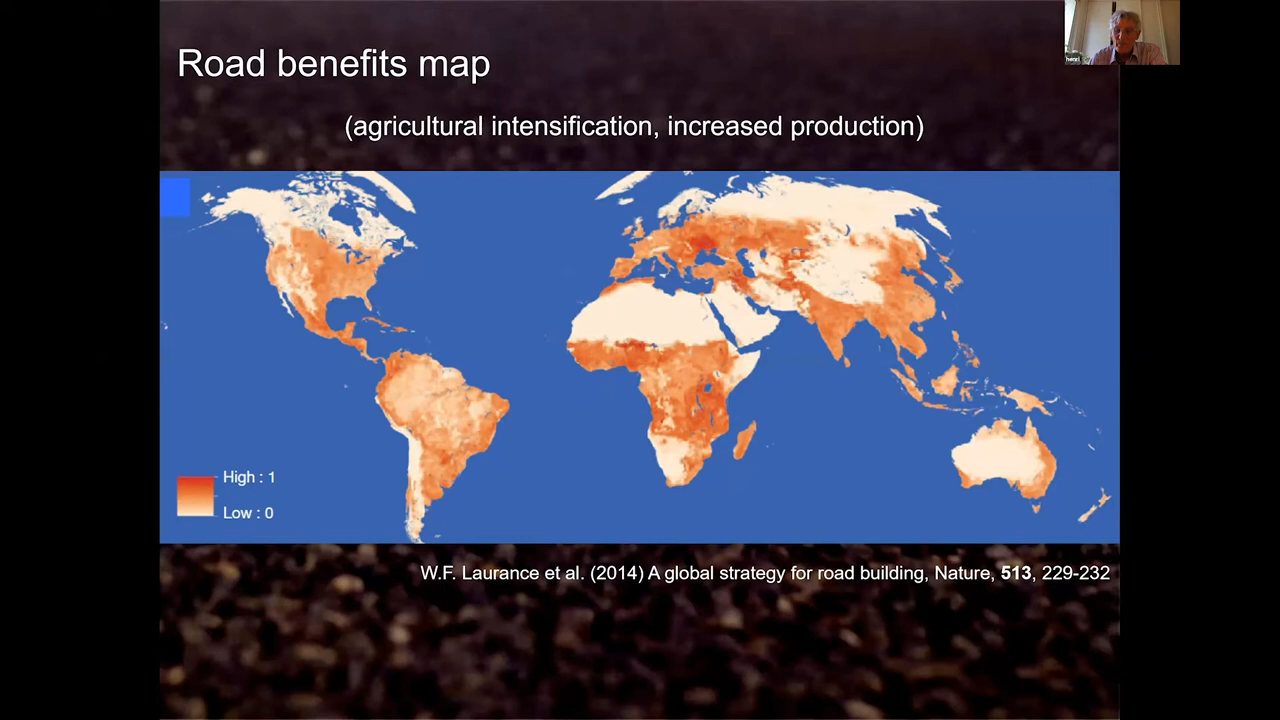 Road benefits map
(agricultural intensification, increased production)
High : 1
Low : 0
W.F. Laurance et al. (2014) A global strategy for road building, Nature, 513, 229-232